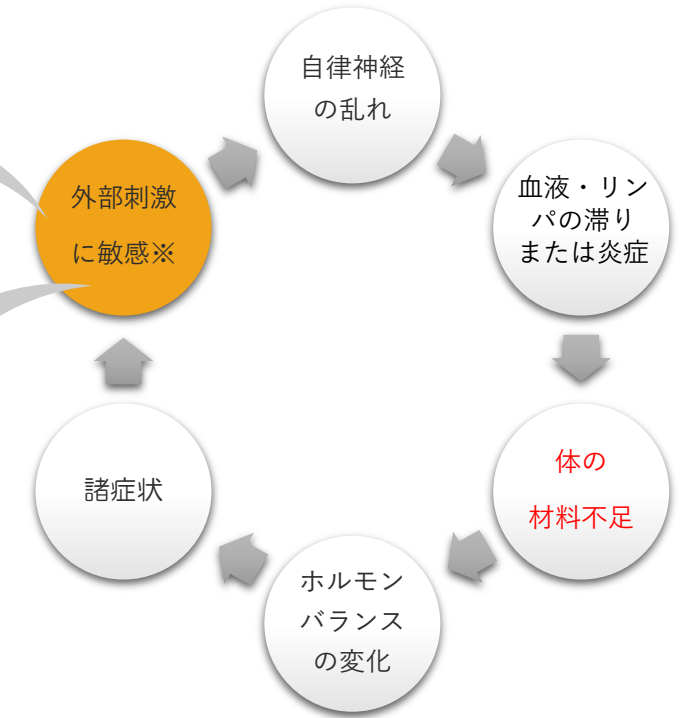 自律神経
の乱れ
血液・リン
パの滞り
または炎症
体の
材料不足
ホルモン
バランス
の変化
諸症状
外部刺激
に敏感※